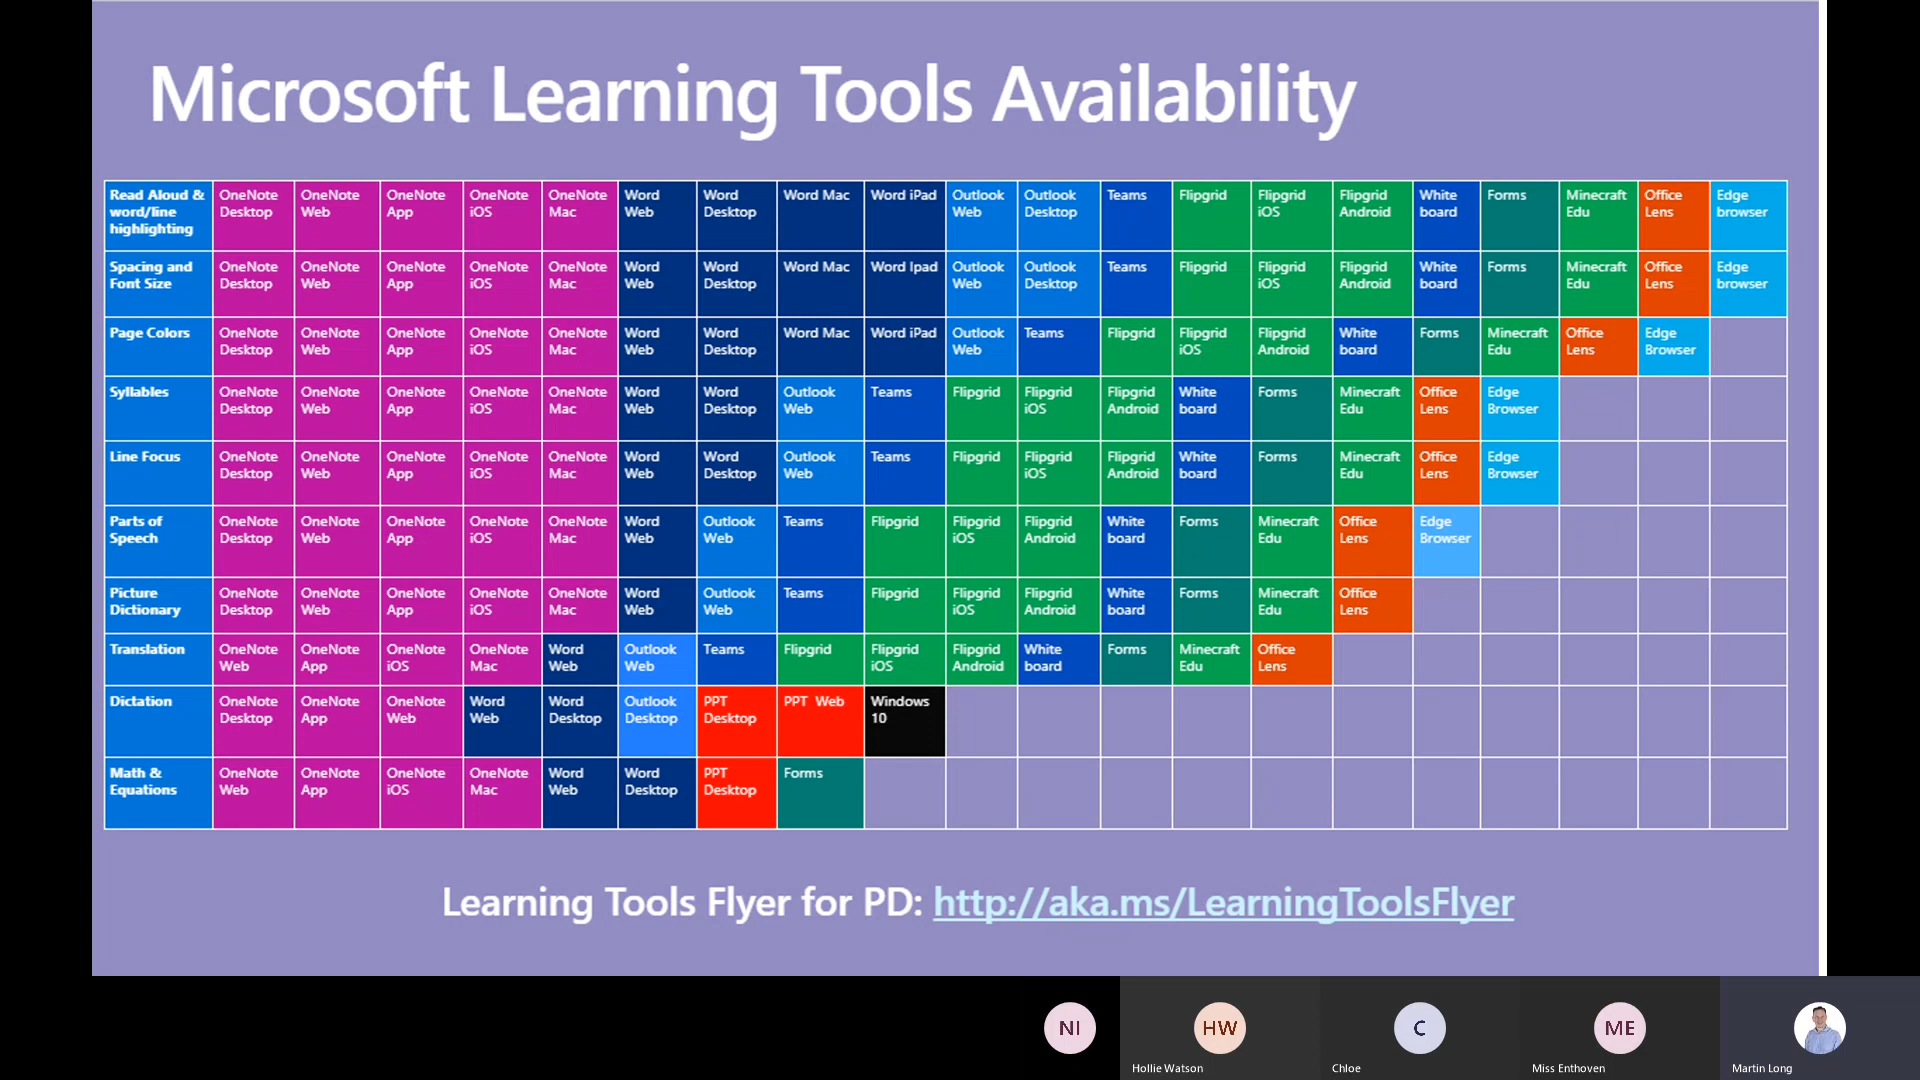 Microsoft Learning Tools Availability
Read Aloud & word/line highlighting OneNote Desktop OneNote Web OneNote App OneNote iOS OneNote Mac Word Web Word Desktop Word Mac Word iPad Outlook Web Outlook Desktop Teams Flipgrid Flipgrid iOS Flipgrid Android White board Forms Minecraft Edu Office Lens Edge browser
Spacing and Font Size OneNote Desktop OneNote Web OneNote App OneNote iOS OneNote Mac Word Web Word Desktop Word Mac Word Ipad Outlook Web Outlook Desktop Teams Flipgrid Flipgrid iOS Flipgrid Android White board Forms Minecraft Edu Office Lens Edge browser
Page Colors OneNote Desktop OneNote Web OneNote App OneNote iOS OneNote Mac Word Web Word Desktop Word Mac Word iPad Outlook Web Teams Flipgrid Flipgrid iOS Flipgrid Android White board Forms Minecraft Edu Office Lens Edge Browser
Syllables OneNote Desktop OneNote Web OneNote App OneNote iOS OneNote Mac Word Web Word Desktop Outlook Web Teams Flipgrid Flipgrid iOS Flipgrid Android White board Forms Minecraft Edu Office Lens Edge Browser
Line Focus OneNote Desktop OneNote Web OneNote App OneNote iOS OneNote Mac Word Web Word Desktop Outlook Web Teams Flipgrid Flipgrid iOS Flipgrid Android White board Forms Minecraft Edu Office Lens Edge Browser
Parts of Speech OneNote Desktop OneNote Web OneNote App OneNote iOS OneNote Mac Word Web Outlook Web Teams Flipgrid Flipgrid iOS Flipgrid Android White board Forms Minecraft Edu Office Lens Edge Browser
Picture Dictionary OneNote Desktop OneNote Web OneNote App OneNote iOS OneNote Mac Word Web Outlook Web Teams Flipgrid Flipgrid iOS Flipgrid Android White board Forms Minecraft Edu Office Lens
Translation OneNote Web OneNote App OneNote iOS OneNote Mac Word Web Outlook Web Teams Flipgrid Flipgrid iOS Flipgrid Android White board Forms Minecraft Edu Office Lens
Dictation OneNote Desktop OneNote App OneNote Web Word Web Word Desktop Outlook Desktop PPT Desktop PPT Web Windows 10
Math & Equations OneNote Web OneNote App OneNote iOS OneNote Mac Word Web Word Desktop PPT Desktop Forms
Learning Tools Flyer for PD: http://aka.ms/LearningToolsFlyer
NI HW C ME
Hollie Watson Chloe Miss Enthoven Martin Long